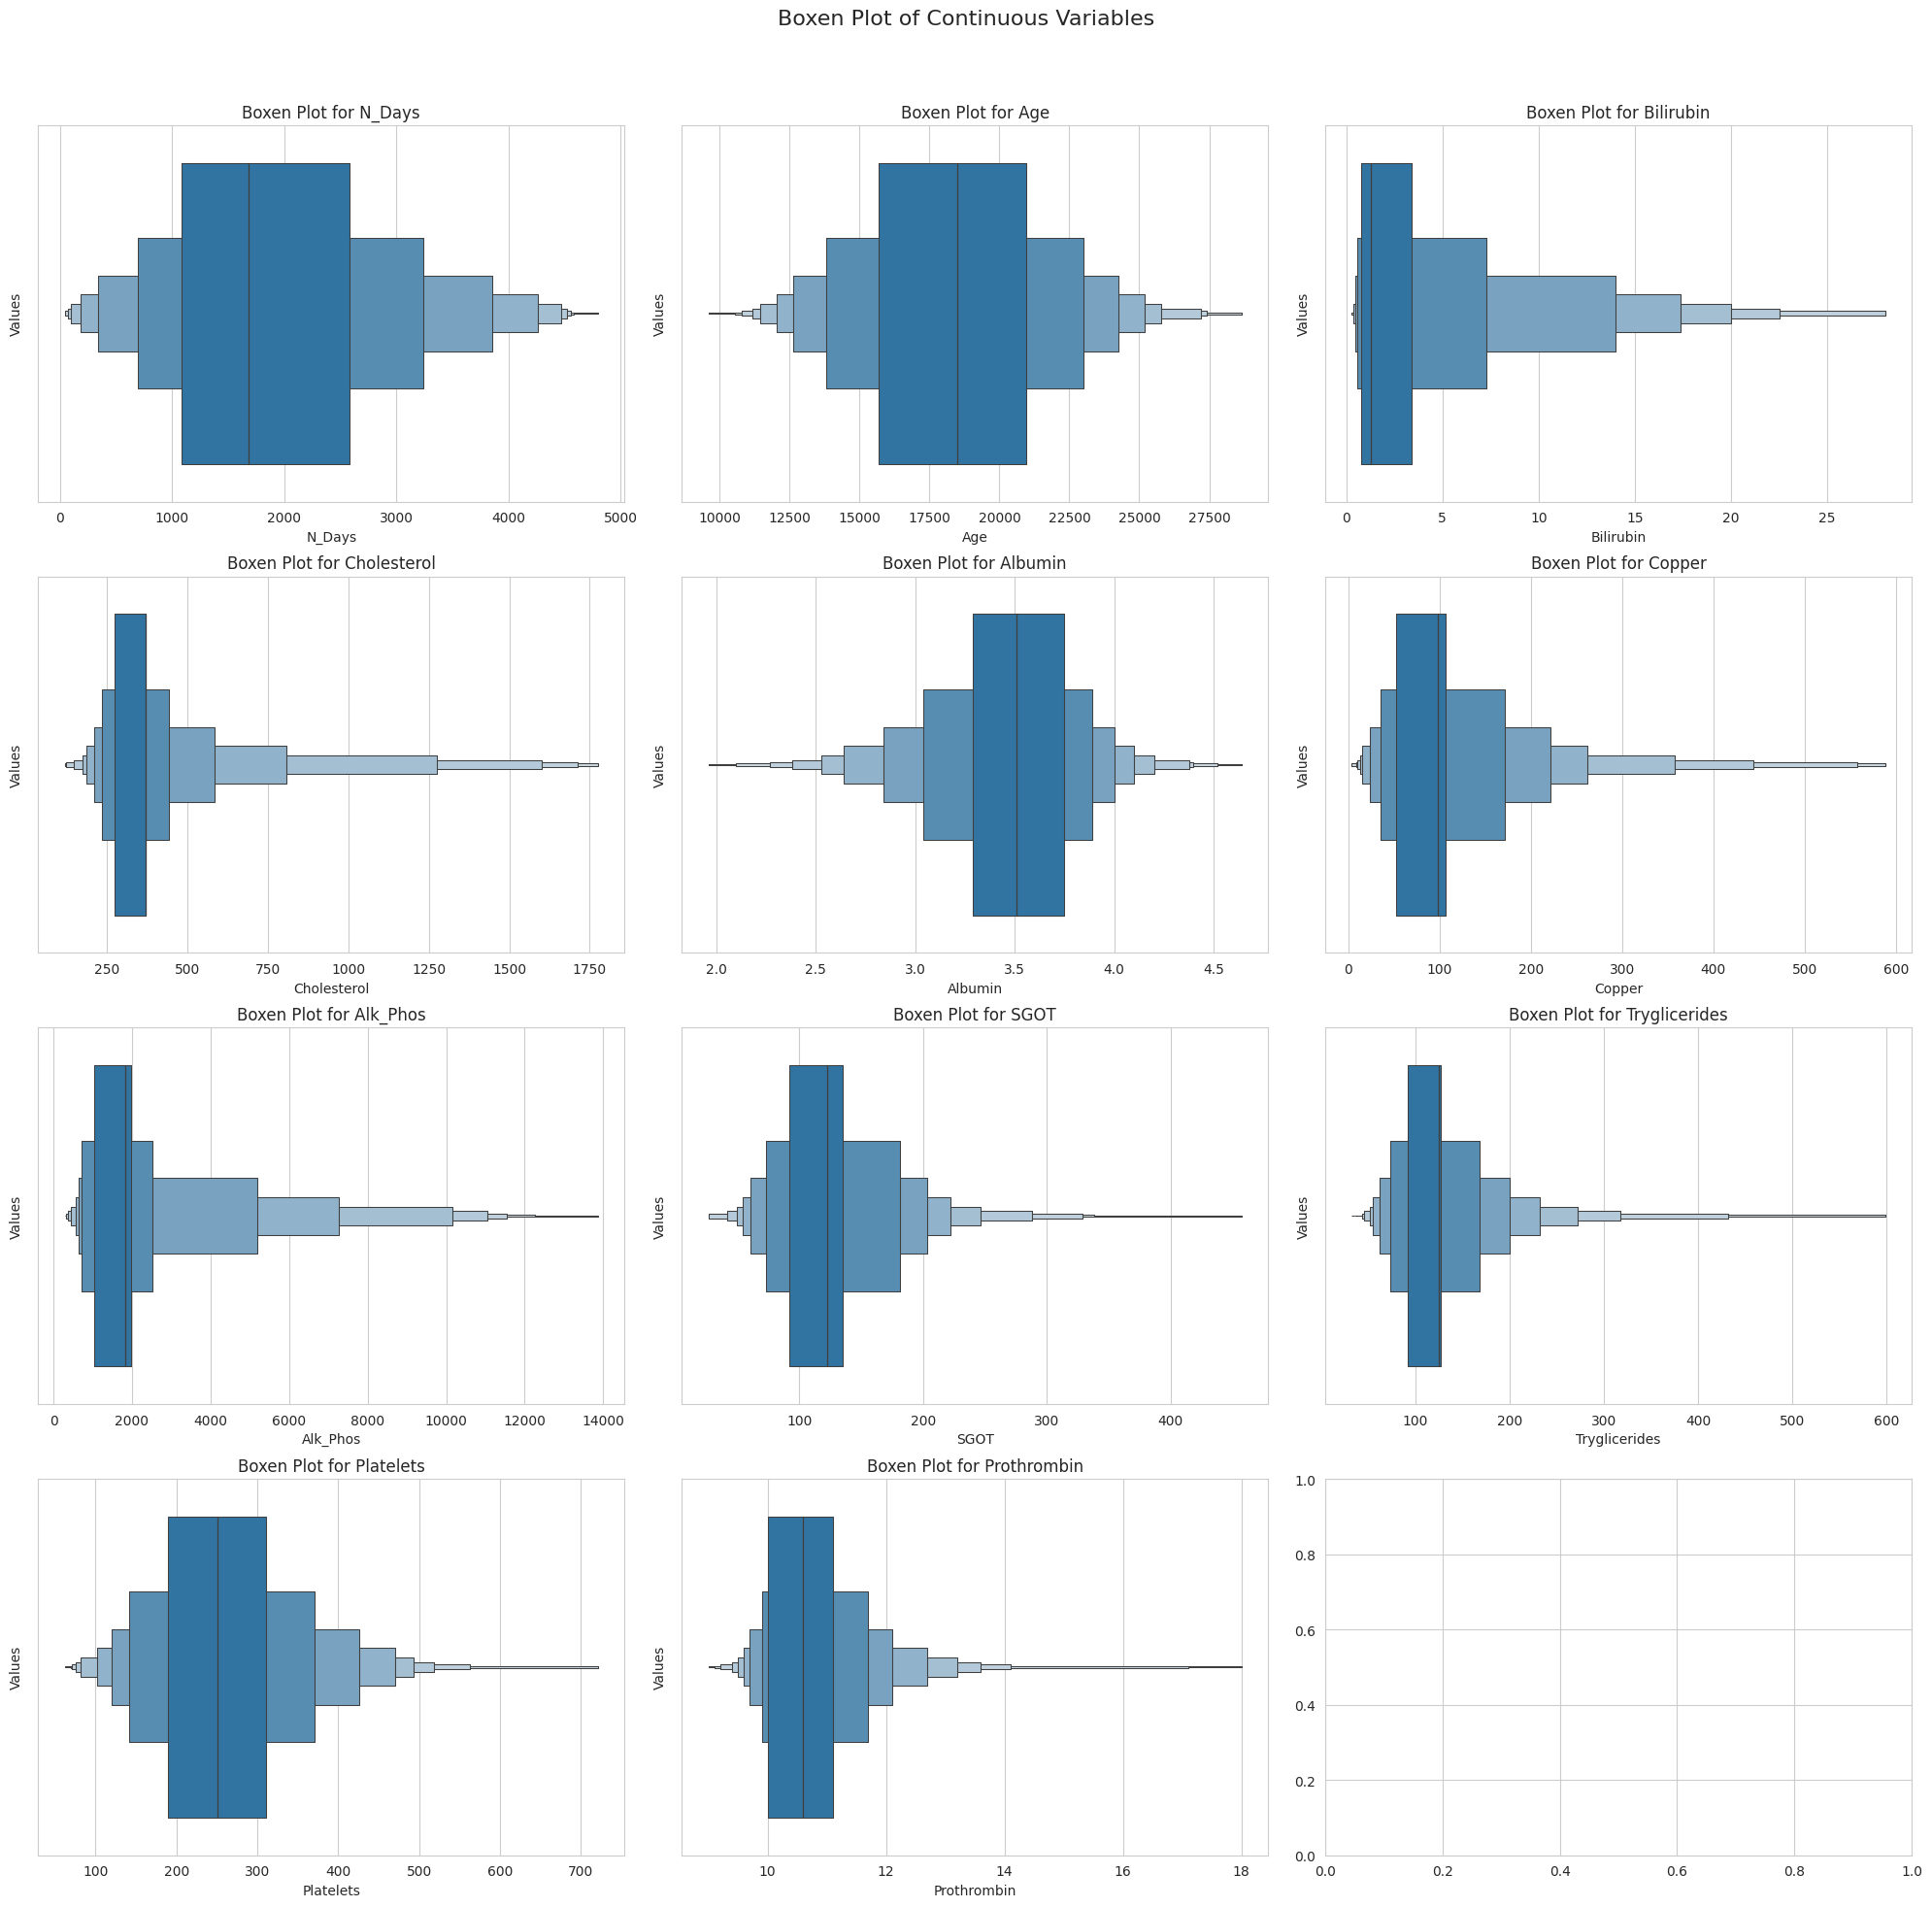 Boxen Plot of Continuous Variables
Boxen Plot for N_Days
Values
0 1000 2000 3000 4000 5000
N_Days
Boxen Plot for Age
Values
10000 12500 15000 17500 20000 22500 25000 27500
Age
Boxen Plot for Bilirubin
Values
0 5 10 15 20 25
Bilirubin
Boxen Plot for Cholesterol
Values
250 500 750 1000 1250 1500 1750
Cholesterol
Boxen Plot for Albumin
Values
2.0 2.5 3.0 3.5 4.0 4.5
Albumin
Boxen Plot for Copper
Values
0 100 200 300 400 500 600
Copper
Boxen Plot for Alk_Phos
Values
0 2000 4000 6000 8000 10000 12000 14000
Alk_Phos
Boxen Plot for SGOT
Values
100 200 300 400
SGOT
Boxen Plot for Tryglicerides
Values
100 200 300 400 500 600
Tryglicerides
Boxen Plot for Platelets
Values
100 200 300 400 500 600 700
Platelets
Boxen Plot for Prothrombin
Values
10 12 14 16 18
Prothrombin
1.0
0.8
0.6
0.4
0.2
0.0
0.0 0.2 0.4 0.6 0.8 1.0